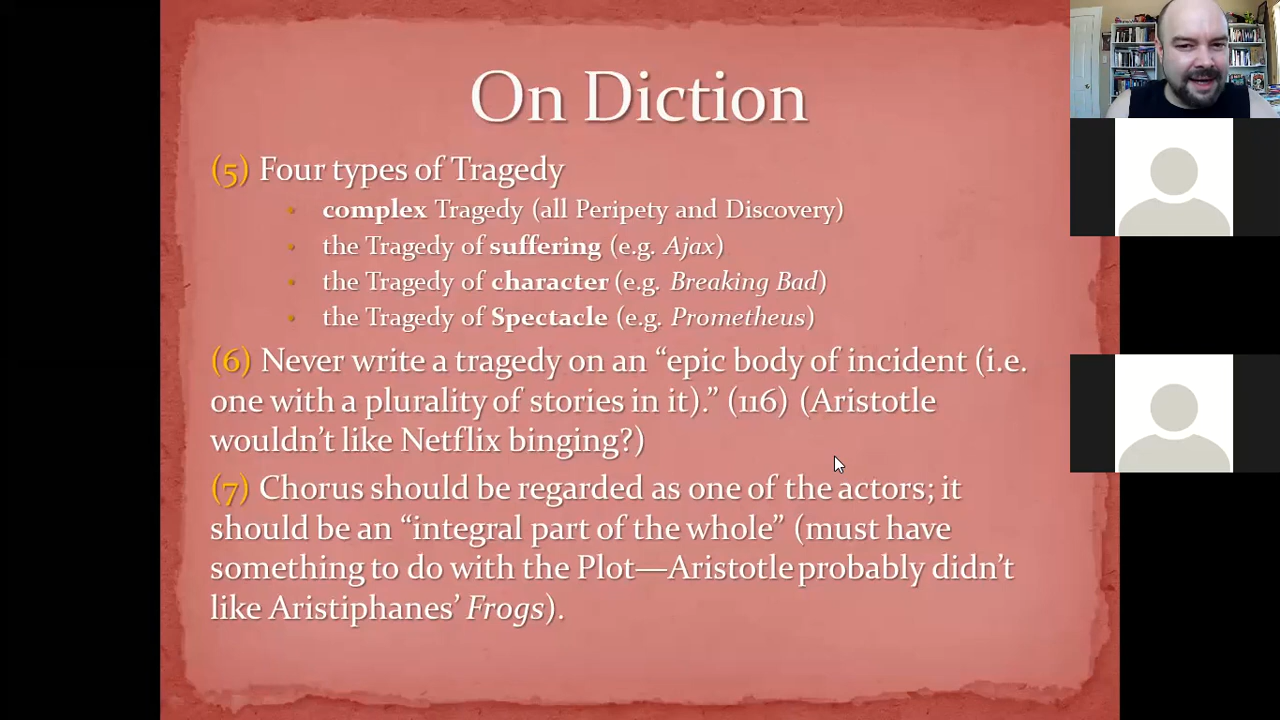 On Diction
(5) Four types of Tragedy
• complex Tragedy (all Peripety and Discovery)
• the Tragedy of suffering (e.g. Ajax)
• the Tragedy of character (e.g. Breaking Bad)
• the Tragedy of Spectacle (e.g. Prometheus)
(6) Never write a tragedy on an “epic body of incident (i.e.
one with a plurality of stories in it).” (116) (Aristotle
wouldn’t like Netflix binging?)
(7) Chorus should be regarded as one of the actors; it
should be an “integral part of the whole” (must have
something to do with the Plot—Aristotle probably didn’t
like Aristiphanes’ Frogs).